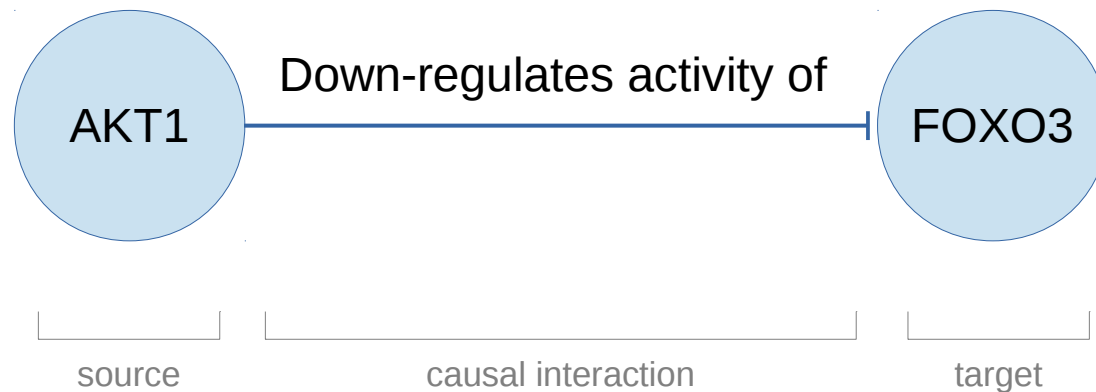 Down-regulates activity of
AKT1
FOXO3
source
causal interaction
target